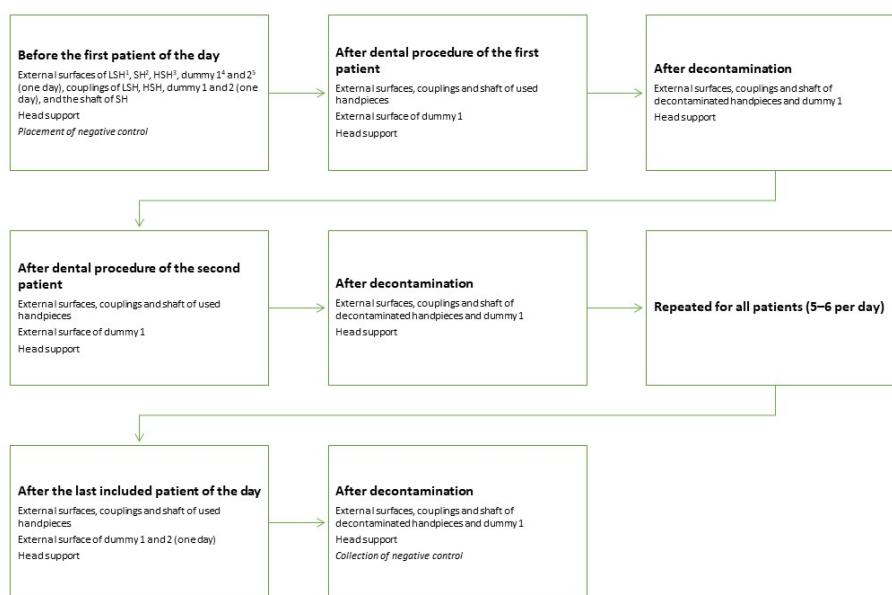 Before the first patient of the day
External surfaces of LSH¹, SH², HSH³, dummy 1⁴ and 2⁵
(one day), couplings of LSH, HSH, dummy 1 and 2 (one
day), and the shaft of SH
Head support
Placement of negative control
After dental procedure of the first
patient
External surfaces, couplings and shaft of used
handpieces
External surface of dummy 1
Head support
After decontamination
External surfaces, couplings and shaft of
decontaminated handpieces and dummy 1
Head support
After dental procedure of the second
patient
External surfaces, couplings and shaft of used
handpieces
External surface of dummy 1
Head support
After decontamination
External surfaces, couplings and shaft of
decontaminated handpieces and dummy 1
Head support
Repeated for all patients (5–6 per day)
After the last included patient of the day
External surfaces, couplings and shaft of used
handpieces
External surface of dummy 1 and 2 (one day)
Head support
After decontamination
External surfaces, couplings and shaft of
decontaminated handpieces and dummy 1
Head support
Collection of negative control